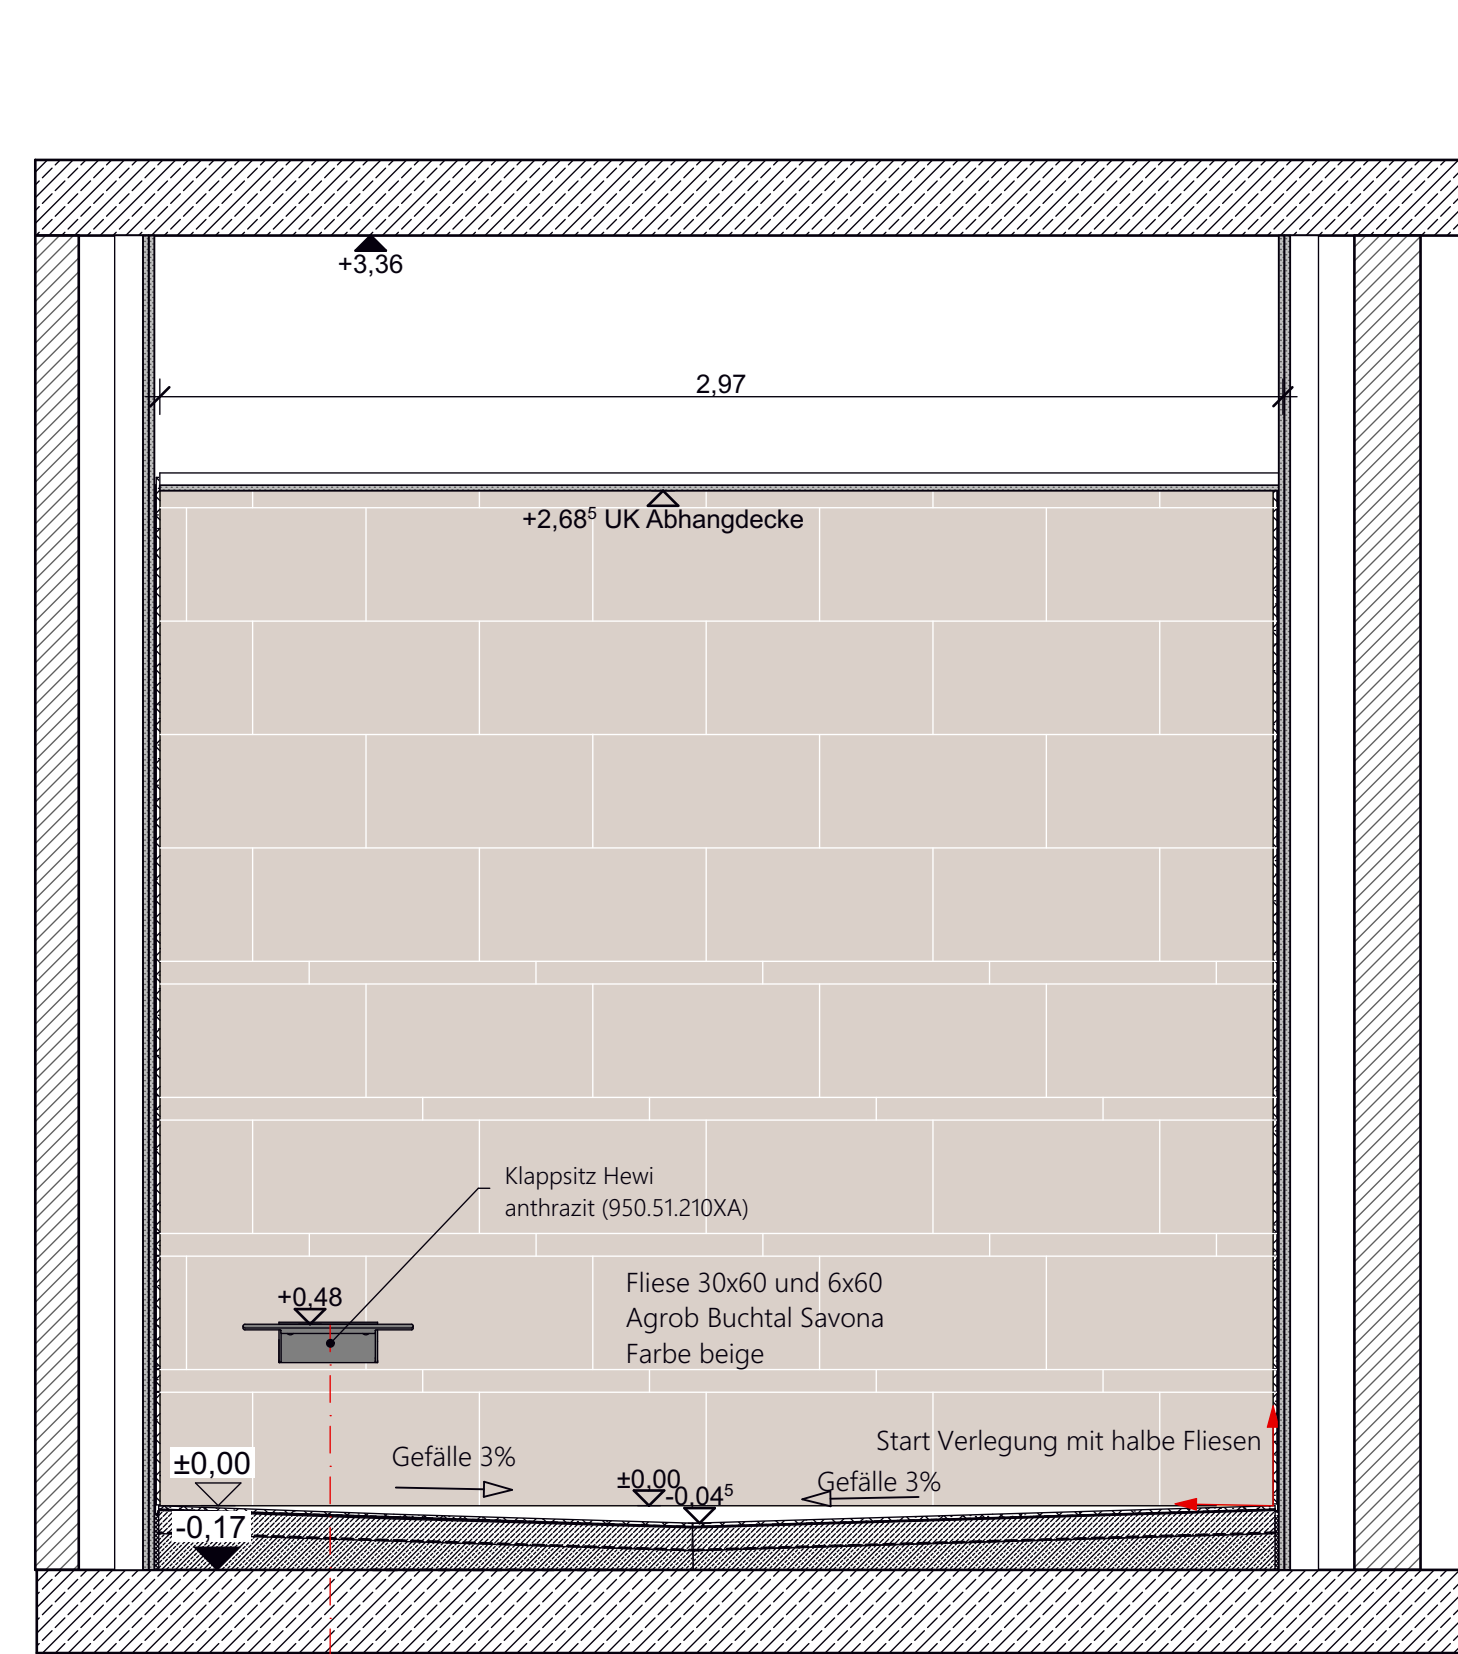 +3,36
2,97
+2,68⁵ UK Abhangdecke
Klappsitz Hewi
anthrazit (950.51.210XA)
Fliese 30x60 und 6x60
Agrob Buchtal Savona
Farbe beige
+0,48
Start Verlegung mit halbe Fliesen
Gefälle 3%
±0,00
±0,00
-0,04⁵
Gefälle 3%
-0,17